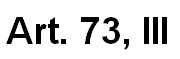 Art. 73, III